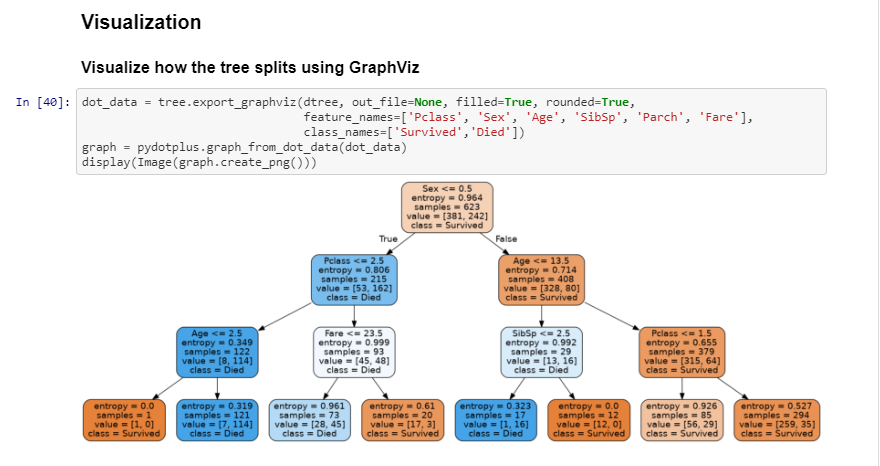 Visualization
Visualize how the tree splits using GraphViz
In [40]: dot_data = tree.export_graphviz(dtree, out_file=None, filled=True, rounded=True,
feature_names=['Pclass', 'Sex', 'Age', 'SibSp', 'Parch', 'Fare'],
class_names=['Survived','Died'])
graph = pydotplus.graph_from_dot_data(dot_data)
display(Image(graph.create_png()))
Sex <= 0.5
entropy = 0.964
samples = 623
value = [381, 242]
class = Survived
True
False
Pclass <= 2.5
entropy = 0.806
samples = 215
value = [53, 162]
class = Died
Age <= 13.5
entropy = 0.714
samples = 408
value = [328, 80]
class = Survived
Age <= 2.5
entropy = 0.349
samples = 122
value = [8, 114]
class = Died
Fare <= 23.5
entropy = 0.999
samples = 93
value = [45, 48]
class = Died
SibSp <= 2.5
entropy = 0.992
samples = 29
value = [13, 16]
class = Died
Pclass <= 1.5
entropy = 0.655
samples = 379
value = [315, 64]
class = Survived
entropy = 0.0
samples = 1
value = [1, 0]
class = Survived
entropy = 0.319
samples = 121
value = [7, 114]
class = Died
entropy = 0.961
samples = 73
value = [28, 45]
class = Died
entropy = 0.61
samples = 20
value = [17, 3]
class = Survived
entropy = 0.323
samples = 17
value = [1, 16]
class = Died
entropy = 0.0
samples = 12
value = [12, 0]
class = Survived
entropy = 0.926
samples = 85
value = [56, 29]
class = Survived
entropy = 0.527
samples = 294
value = [259, 35]
class = Survived